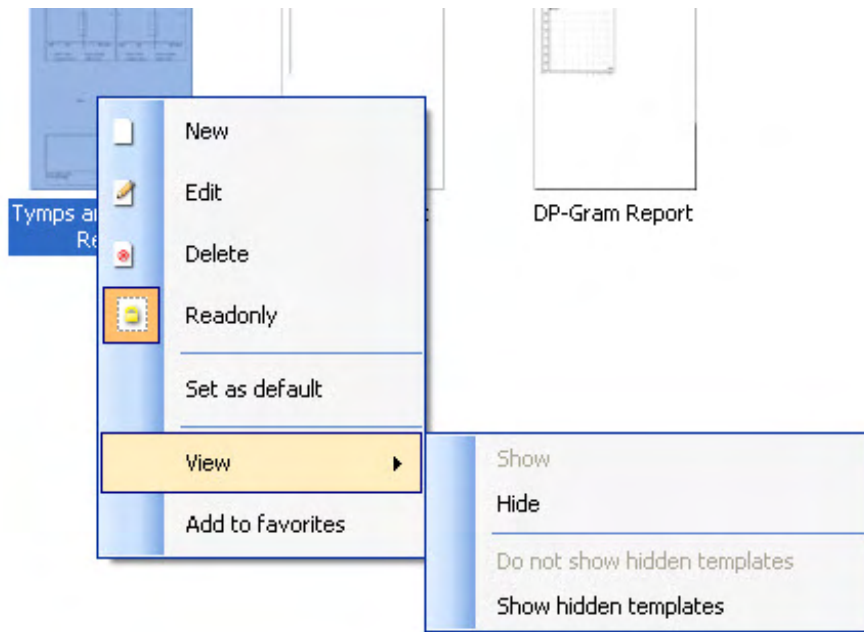 New
Edit
Tymps
DP-Gram Report
Delete
Readonly
Set as default
View
Show
Hide
Add to favorites
Do not show hidden templates
Show hidden templates